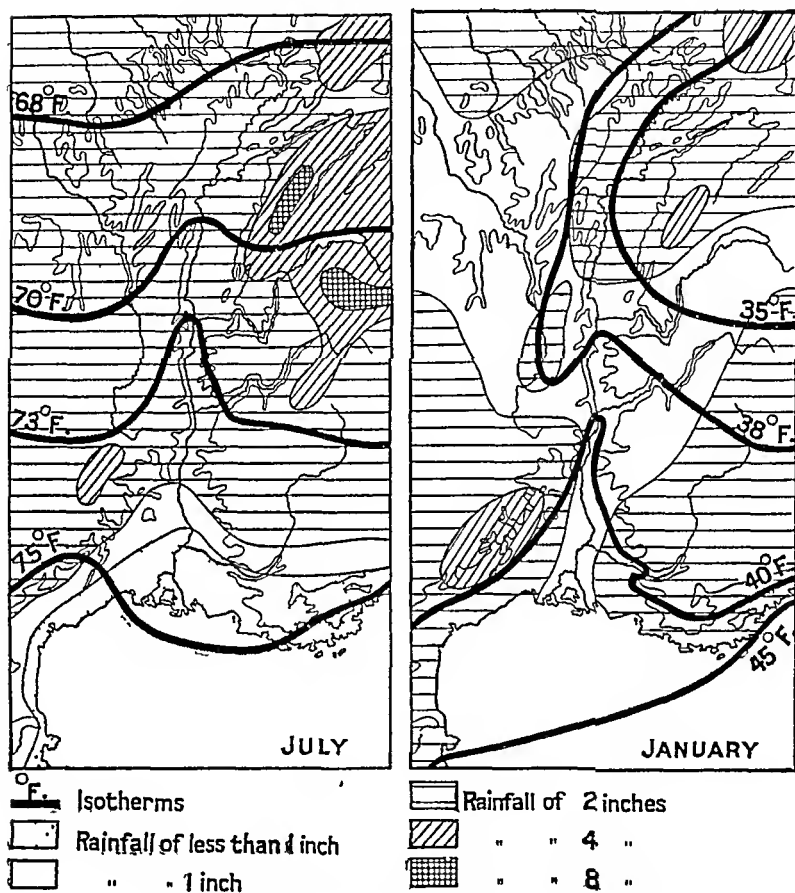 68°F.
70°F.
73°F.
75°F.
JULY
35°F.
38°F.
40°F.
45°F.
JANUARY
°F. Isotherms
Rainfall of less than 1 inch
" " 1 inch
Rainfall of 2 inches
" " 4 "
" " 8 "